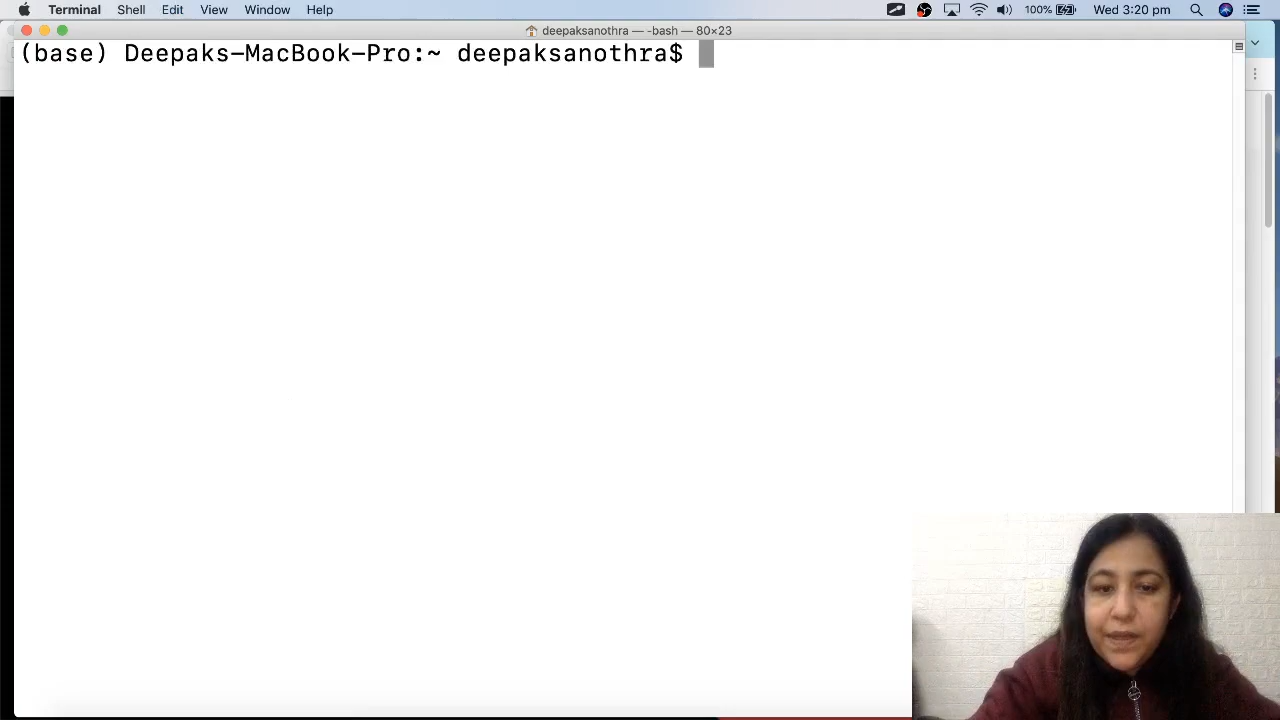 Terminal Shell Edit View Window Help 100% Wed 3:20 pm
deepaksanothra — -bash — 80×23
(base) Deepaks-MacBook-Pro:~ deepaksanothra$